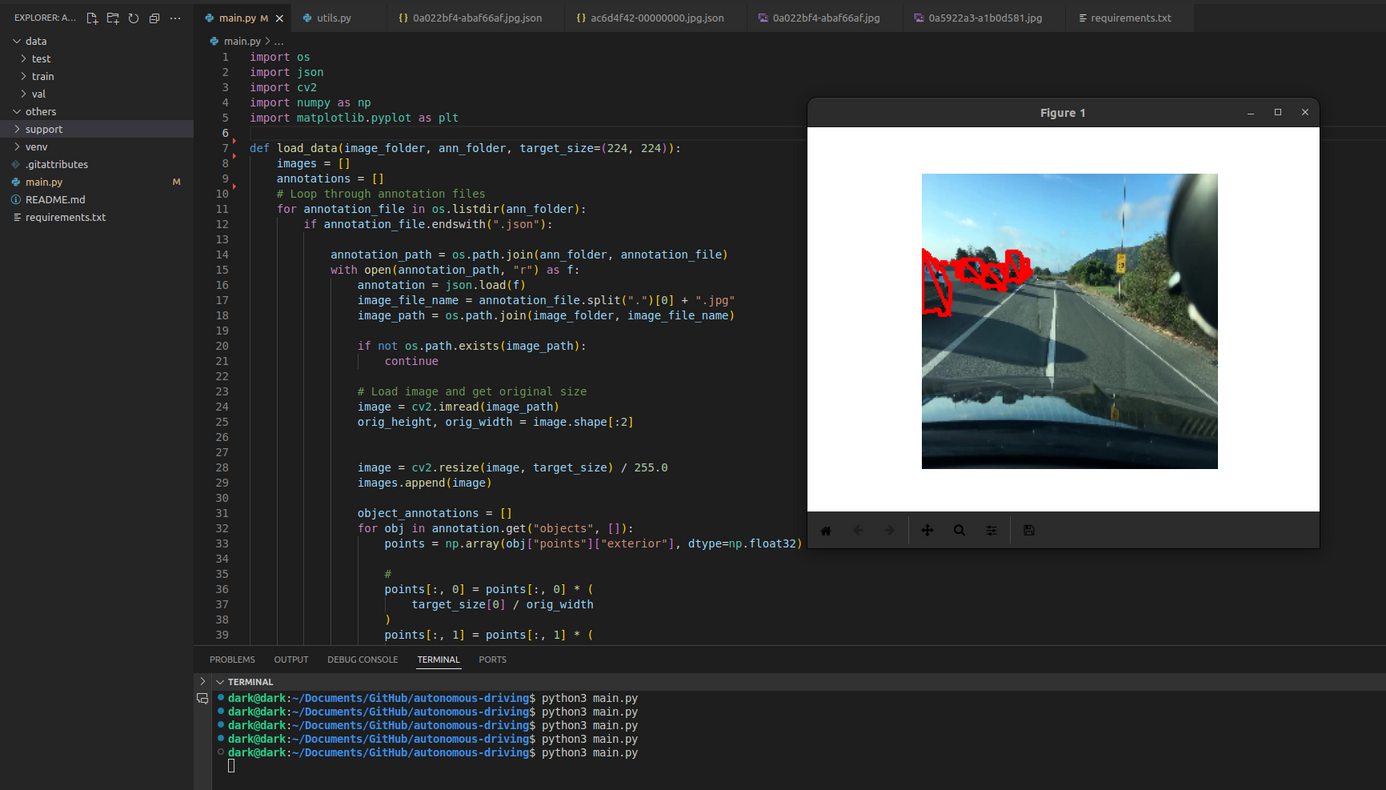 EXPLORER: A...
data
test
train
val
others
support
venv
.gitattributes
main.py M
README.md
requirements.txt
main.py M
utils.py
0a022bf4-abaf66af.jpg.json
ac6d4f42-00000000.jpg.json
0a022bf4-abaf66af.jpg
0a5922a3-a1b0d581.jpg
requirements.txt
main.py > ...
1 import os
2 import json
3 import cv2
4 import numpy as np
5 import matplotlib.pyplot as plt
6
7 def load_data(image_folder, ann_folder, target_size=(224, 224)):
8 images = []
9 annotations = []
10 # Loop through annotation files
11 for annotation_file in os.listdir(ann_folder):
12 if annotation_file.endswith(".json"):
13
14 annotation_path = os.path.join(ann_folder, annotation_file)
15 with open(annotation_path, "r") as f:
16 annotation = json.load(f)
17 image_file_name = annotation_file.split(".")[0] + ".jpg"
18 image_path = os.path.join(image_folder, image_file_name)
19
20 if not os.path.exists(image_path):
21 continue
22
23 # Load image and get original size
24 image = cv2.imread(image_path)
25 orig_height, orig_width = image.shape[:2]
26
27
28 image = cv2.resize(image, target_size) / 255.0
29 images.append(image)
30
31 object_annotations = []
32 for obj in annotation.get("objects", []):
33 points = np.array(obj["points"]["exterior"], dtype=np.float32)
34
35 #
36 points[:, 0] = points[:, 0] * (
37 target_size[0] / orig_width
38 )
39 points[:, 1] = points[:, 1] * (
Figure 1
PROBLEMS
OUTPUT
DEBUG CONSOLE
TERMINAL
PORTS
TERMINAL
dark@dark:~/Documents/GitHub/autonomous-driving$ python3 main.py
dark@dark:~/Documents/GitHub/autonomous-driving$ python3 main.py
dark@dark:~/Documents/GitHub/autonomous-driving$ python3 main.py
dark@dark:~/Documents/GitHub/autonomous-driving$ python3 main.py
dark@dark:~/Documents/GitHub/autonomous-driving$ python3 main.py